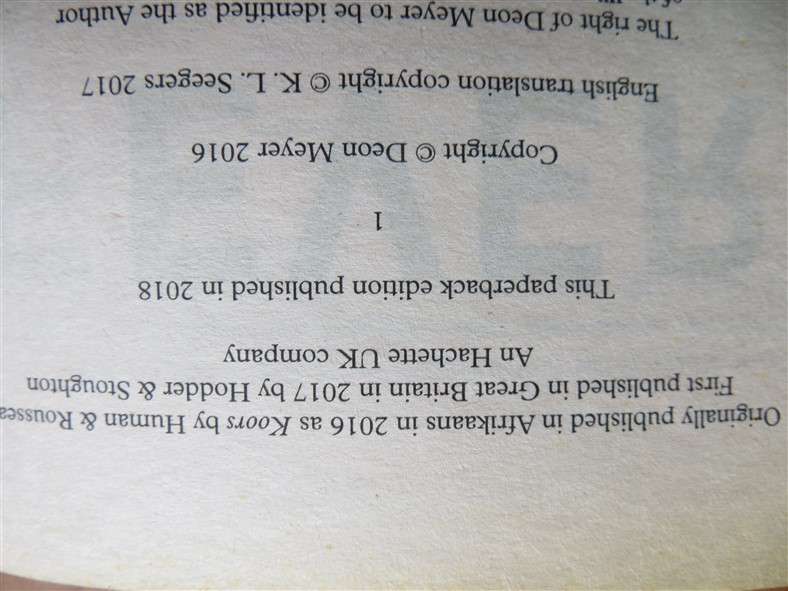 Originally published in Afrikaans in 2016 as Koors by Human &
First published in Great Britain in 2017 by Hodder & Stoughton
An Hachette UK company
This paperback edition published in 2018
1
Copyright © Deon Meyer 2016
English translation copyright © K. L. Seegers 2017
The right of Deon Meyer to be identified as the Author